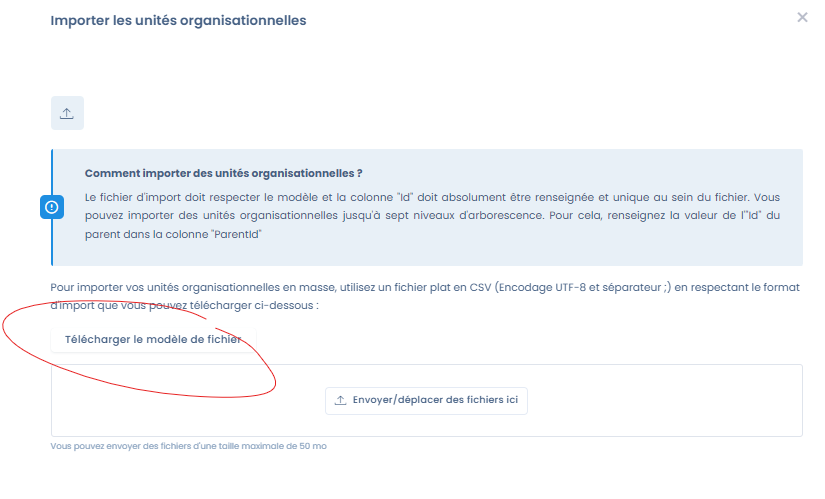 Importer les unités organisationnelles
Comment importer des unités organisationnelles ?
Le fichier d'import doit respecter le modèle et la colonne "Id" doit absolument être renseignée et unique au sein du fichier. Vous
pouvez importer des unités organisationnelles jusqu'à sept niveaux d'arborescence. Pour cela, renseignez la valeur de l'"Id" du
parent dans la colonne "ParentId"
Pour importer vos unités organisationnelles en masse, utilisez un fichier plat en CSV (Encodage UTF-8 et séparateur ;) en respectant le format
d'import que vous pouvez télécharger ci-dessous :
Télécharger le modèle de fichier
Envoyer/déplacer des fichiers ici
Vous pouvez envoyer des fichiers d'une taille maximale de 50 mo